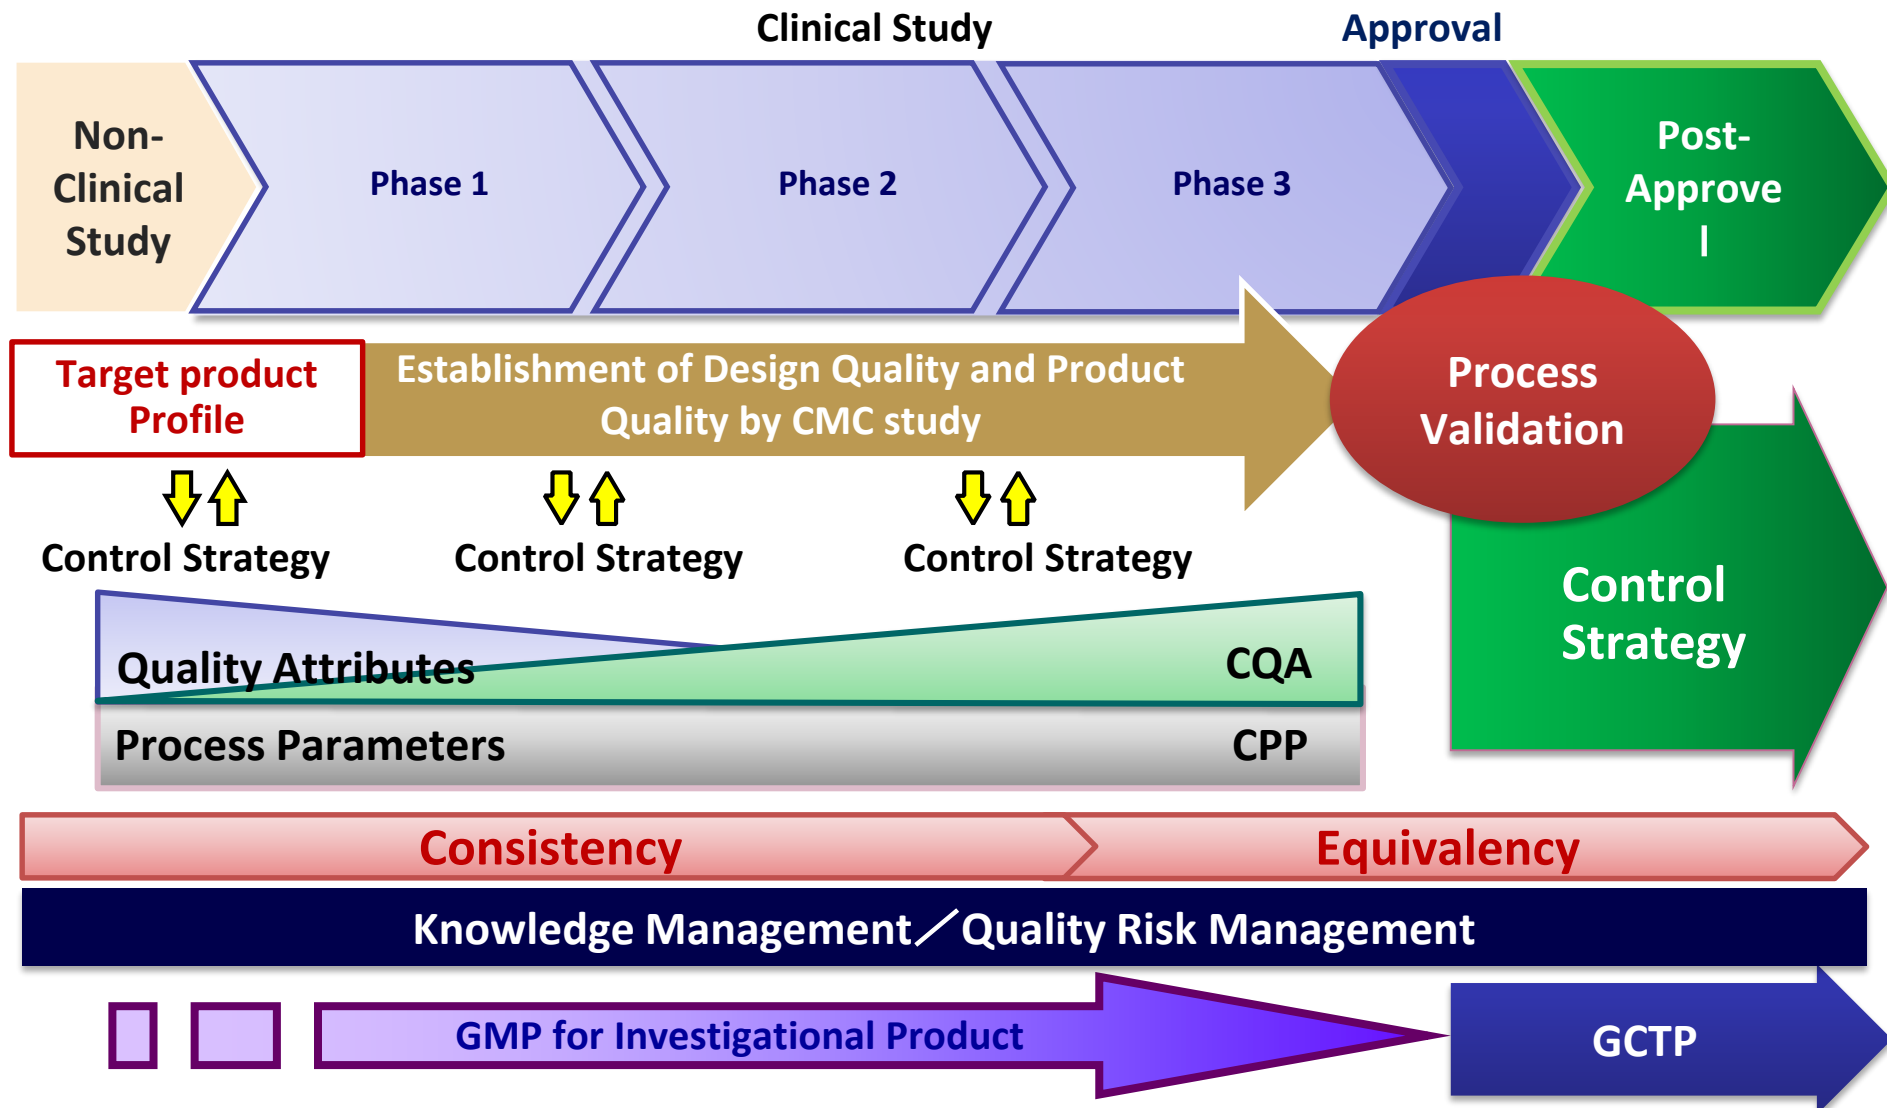 Clinical Study
Approval
Non-
Clinical
Study
Phase 1
Phase 2
Phase 3
Post-
Approve
l
Target product
Profile
Establishment of Design Quality and Product
Quality by CMC study
Process
Validation
Control Strategy
Control Strategy
Control Strategy
Control
Strategy
Quality Attributes
CQA
Process Parameters
CPP
Consistency
Equivalency
Knowledge Management／Quality Risk Management
GMP for Investigational Product
GCTP